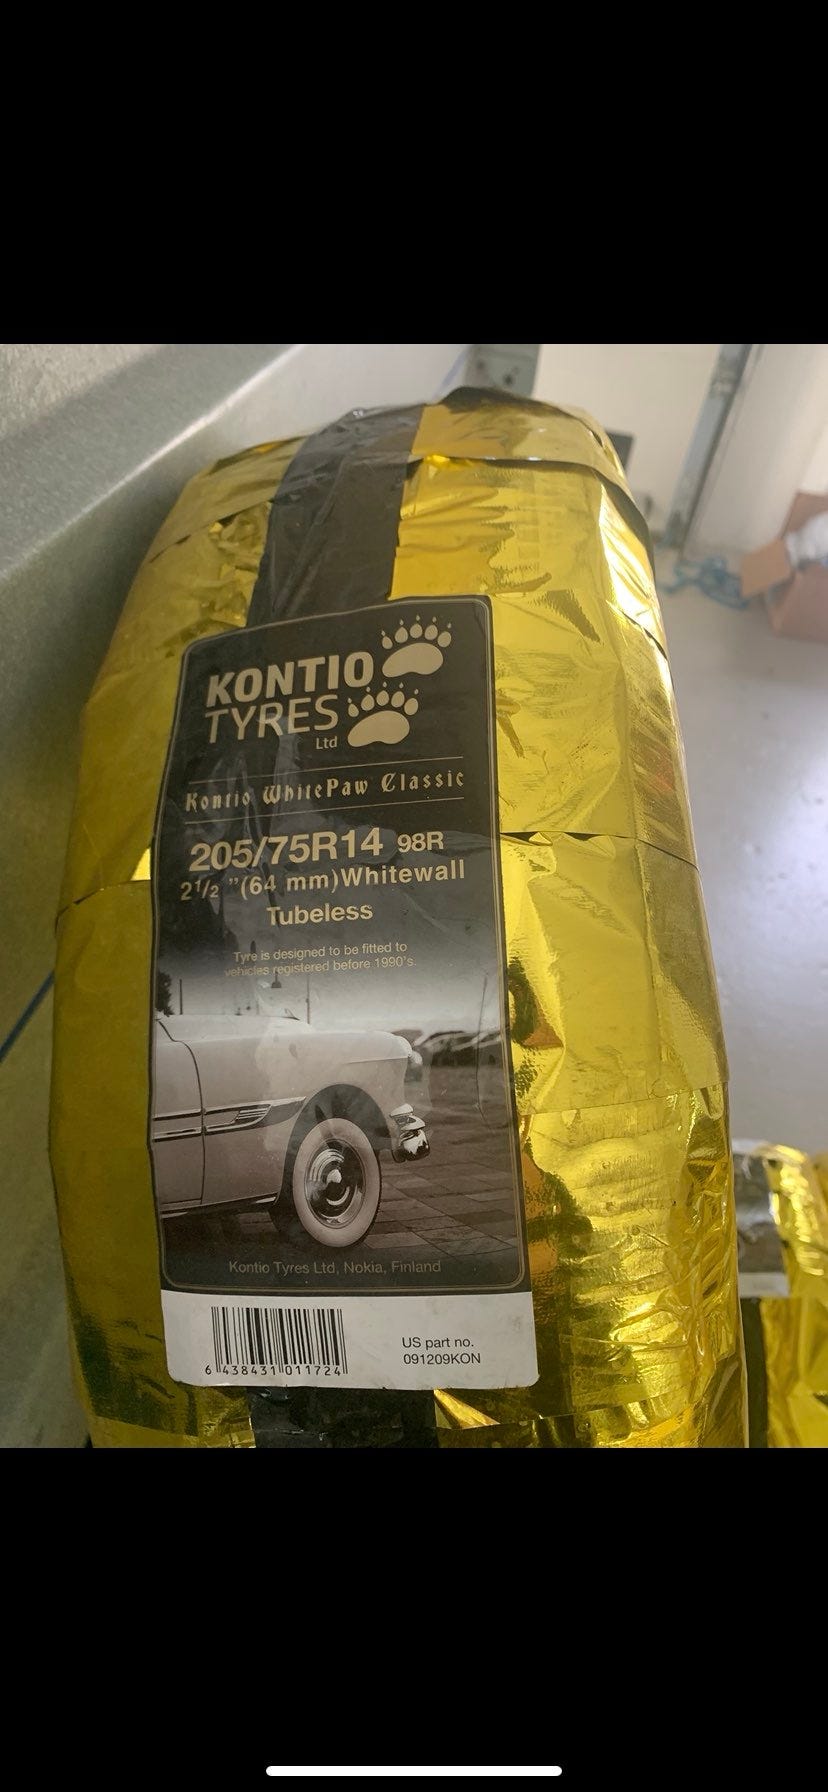 KONTIO
TYRES
Ltd
Kontio WhitePaw Classic
205/75R14 98R
2 1/2 "(64 mm)Whitewall
Tubeless
Tyre is designed to be fitted to
vehicles registered before 1990's.
Kontio Tyres Ltd, Nokia, Finland
US part no.
091209KON
6 438431 011724